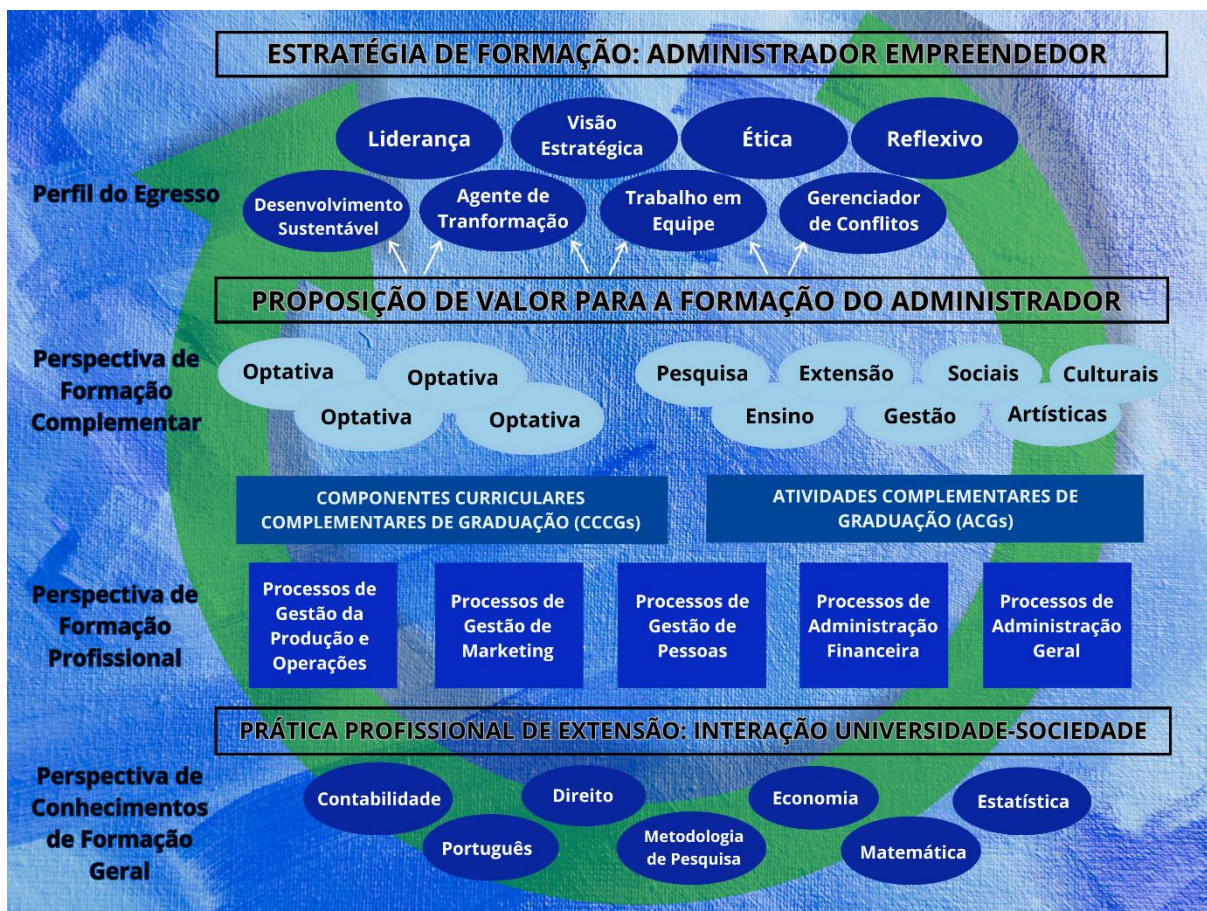 ESTRATÉGIA DE FORMAÇÃO: ADMINISTRADOR EMPREENDEDOR
Perfil do Egresso
Liderança
Visão
Estratégica
Ética
Reflexivo
Desenvolvimento
Sustentável
Agente de
Tranformação
Trabalho em
Equipe
Gerenciador
de Conflitos
PROPOSIÇÃO DE VALOR PARA A FORMAÇÃO DO ADMINISTRADOR
Perspectiva de
Formação
Complementar
Optativa
Optativa
Optativa
Optativa
Pesquisa
Extensão
Sociais
Culturais
Ensino
Gestão
Artísticas
COMPONENTES CURRICULARES
COMPLEMENTARES DE GRADUAÇÃO (CCCGs)
ATIVIDADES COMPLEMENTARES DE
GRADUAÇÃO (ACGs)
Perspectiva de
Formação
Profissional
Processos de
Gestão da
Produção e
Operações
Processos de
Gestão de
Marketing
Processos de
Gestão de
Pessoas
Processos de
Administração
Financeira
Processos de
Administração
Geral
PRÁTICA PROFISSIONAL DE EXTENSÃO: INTERAÇÃO UNIVERSIDADE-SOCIEDADE
Perspectiva de
Conhecimentos
de Formação
Geral
Contabilidade
Direito
Economia
Estatística
Português
Metodologia
de Pesquisa
Matemática